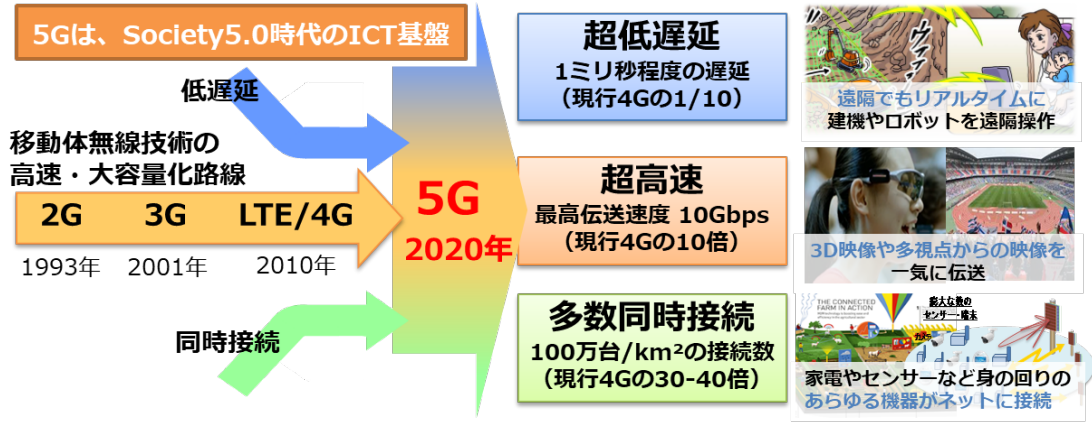 5Gは、Society5.0時代のICT基盤
低遅延
移動体無線技術の
高速・大容量化路線
2G 3G LTE/4G
1993年 2001年 2010年
同時接続
5G
2020年
超低遅延
1ミリ秒程度の遅延
（現行4Gの1/10）
遠隔でもリアルタイムに
建機やロボットを遠隔操作
超高速
最高伝送速度 10Gbps
（現行4Gの10倍）
3D映像や多視点からの映像を
一気に伝送
多数同時接続
100万台/km²の接続数
（現行4Gの30-40倍）
THE CONNECTED
FARM IN ACTION
膨大な数の
センサー・端末
カメラ
家電やセンサーなど身の回りの
あらゆる機器がネットに接続